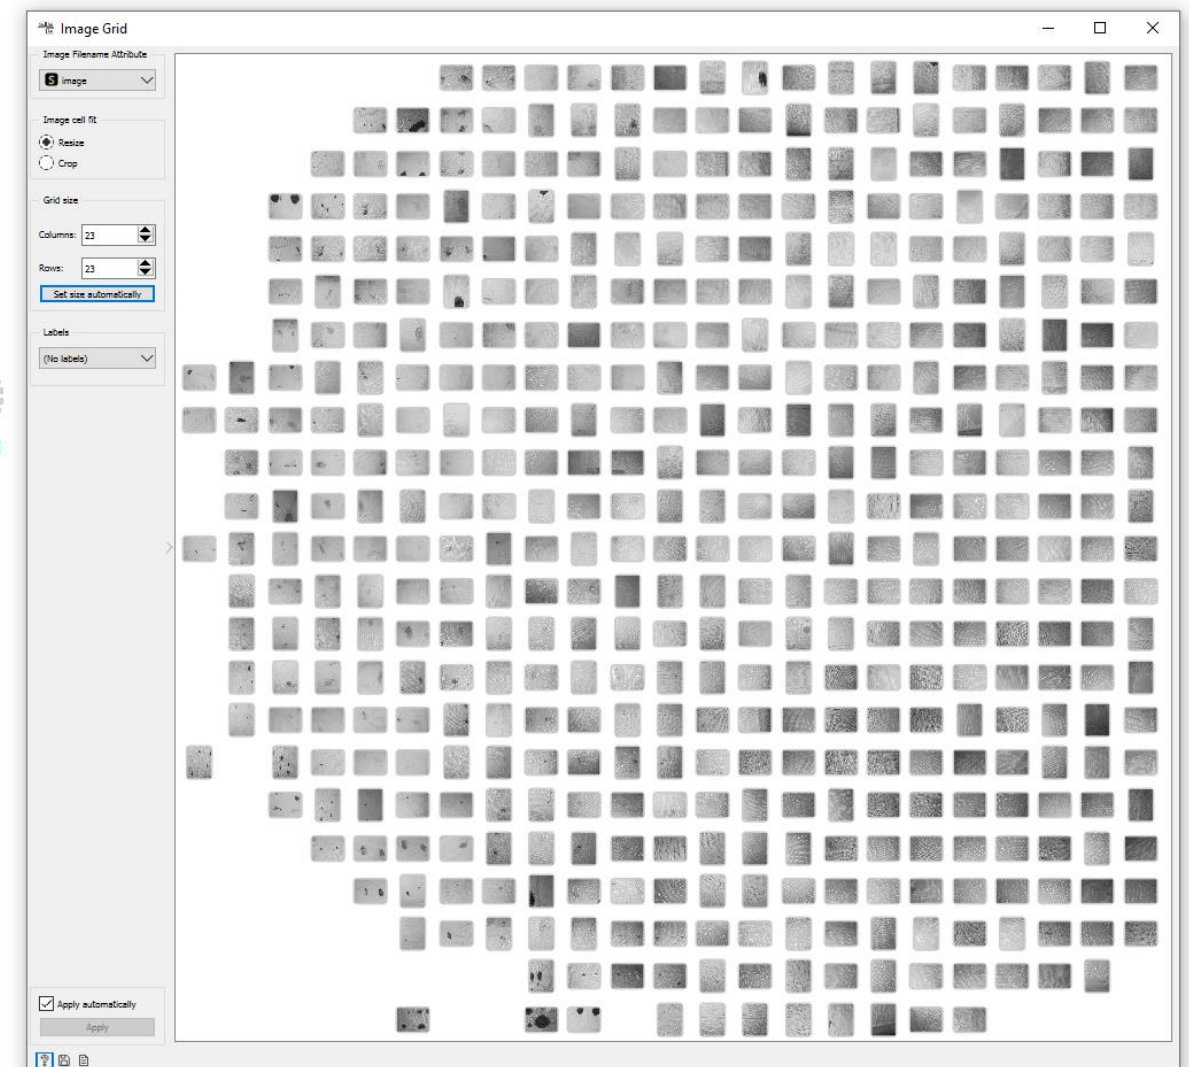 Image Grid
Image Filename Attribute
S image
Image cell fit
Resize
Crop
Grid size
Columns: 23
Rows: 23
Set size automatically
Labels
(No labels)
Apply automatically
Apply
?